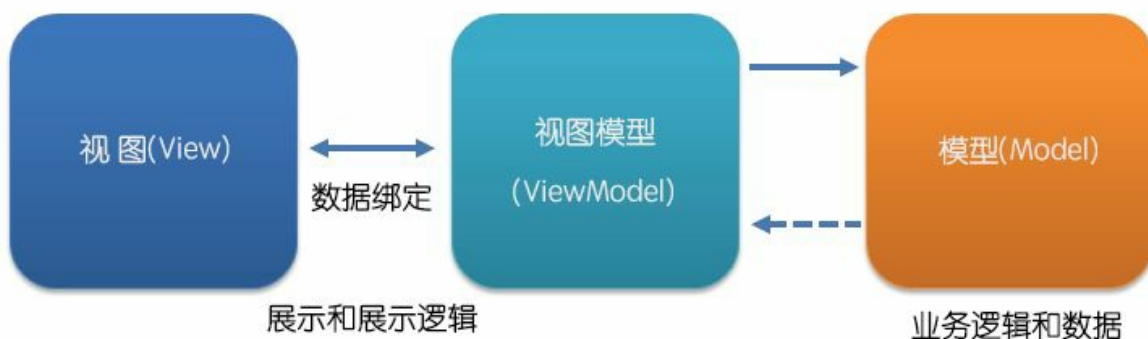 视 图(View)
数据绑定
视图模型
(ViewModel)
模型(Model)
展示和展示逻辑
业务逻辑和数据